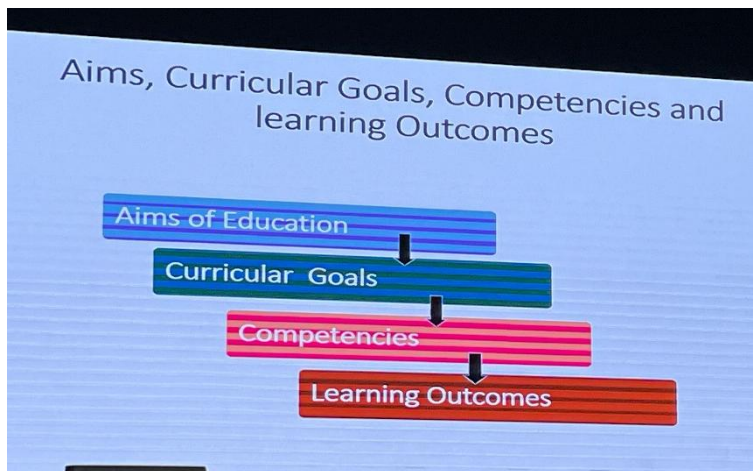 Aims, Curricular Goals, Competencies and
learning Outcomes
Aims of Education
Curricular Goals
Competencies
Learning Outcomes